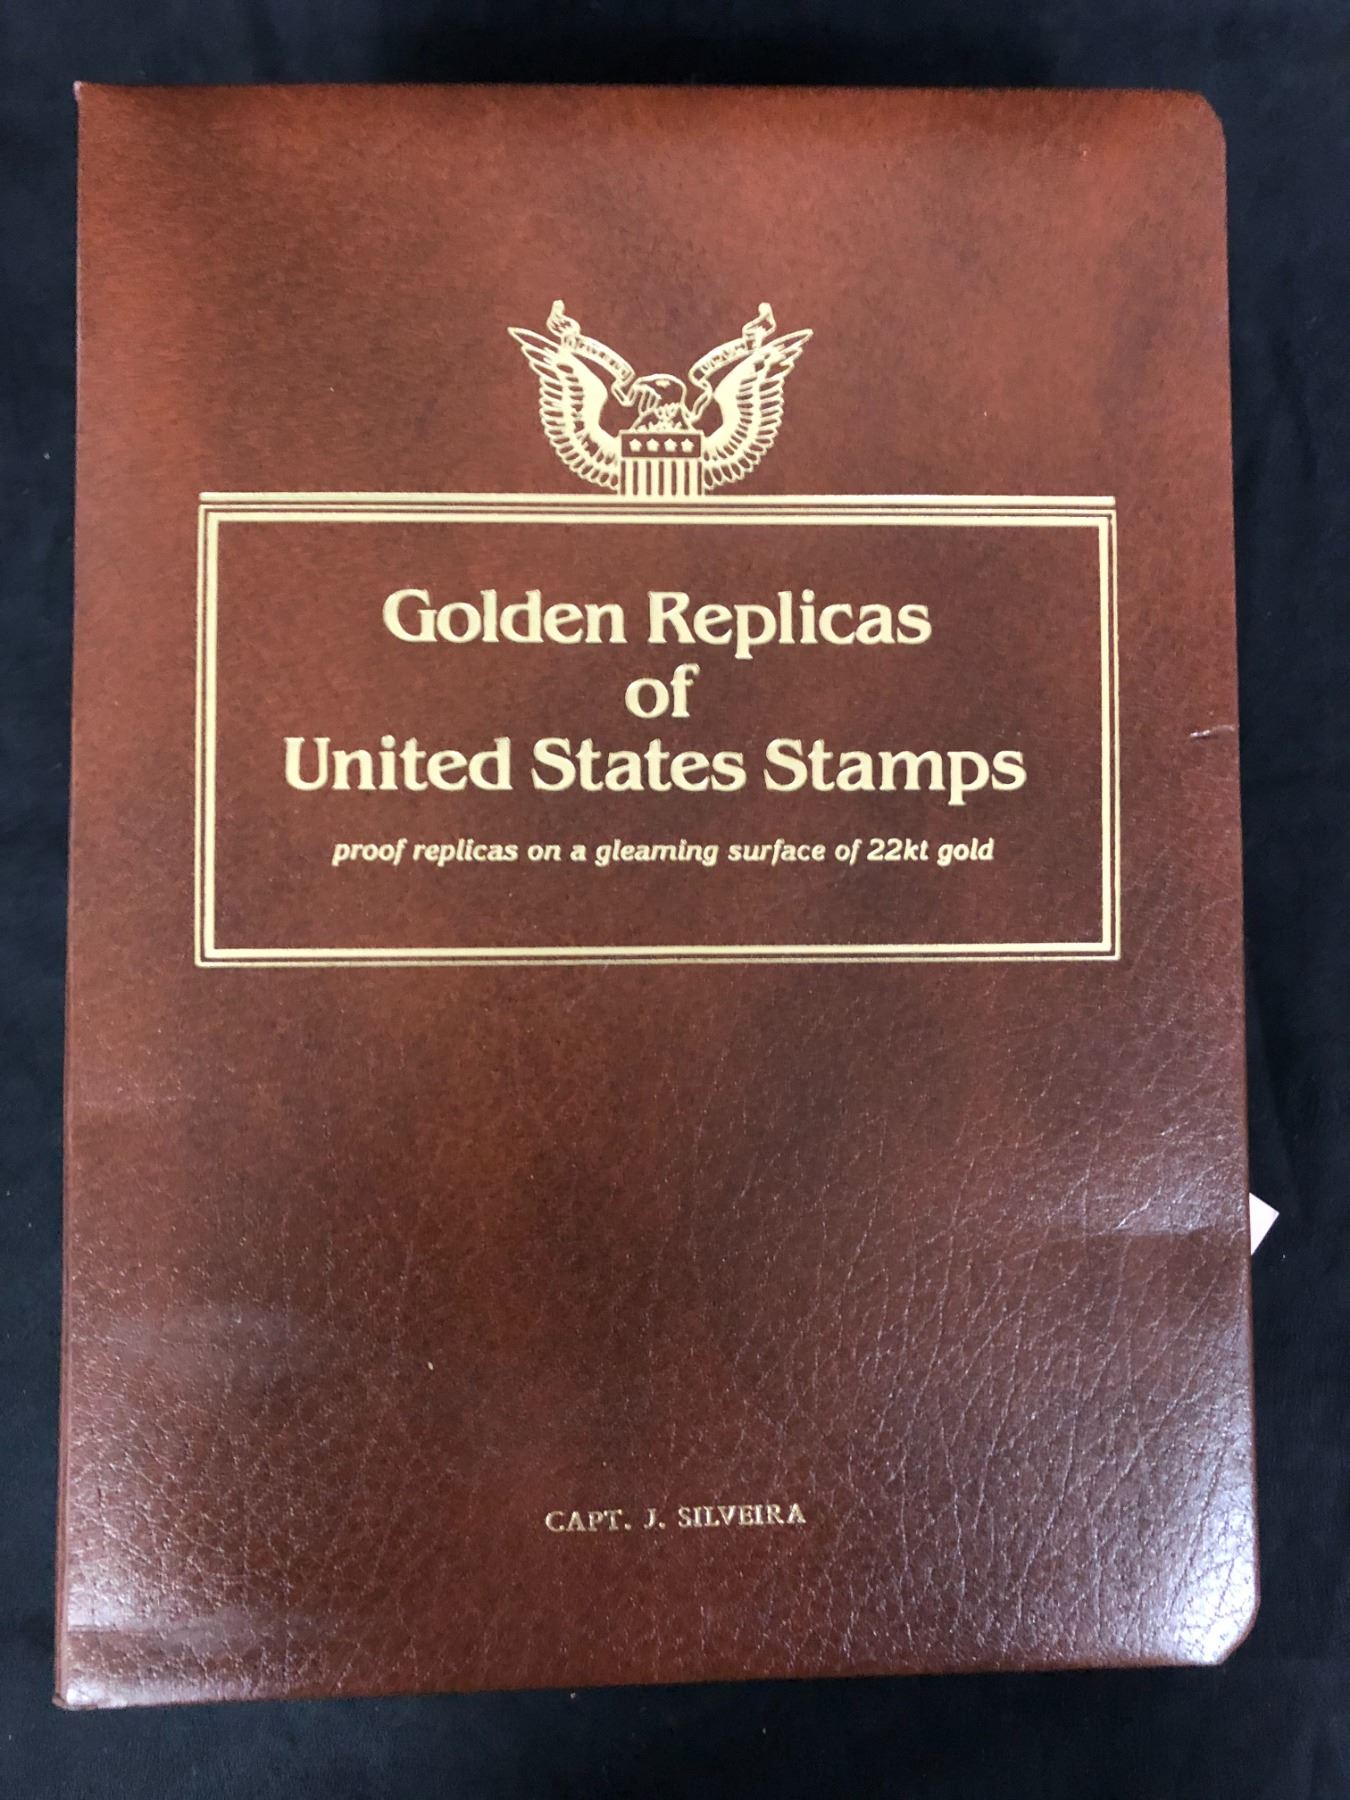 Golden Replicas
of
United States Stamps
proof replicas on a gleaming surface of 22kt gold
CAPT. J. SILVEIRA